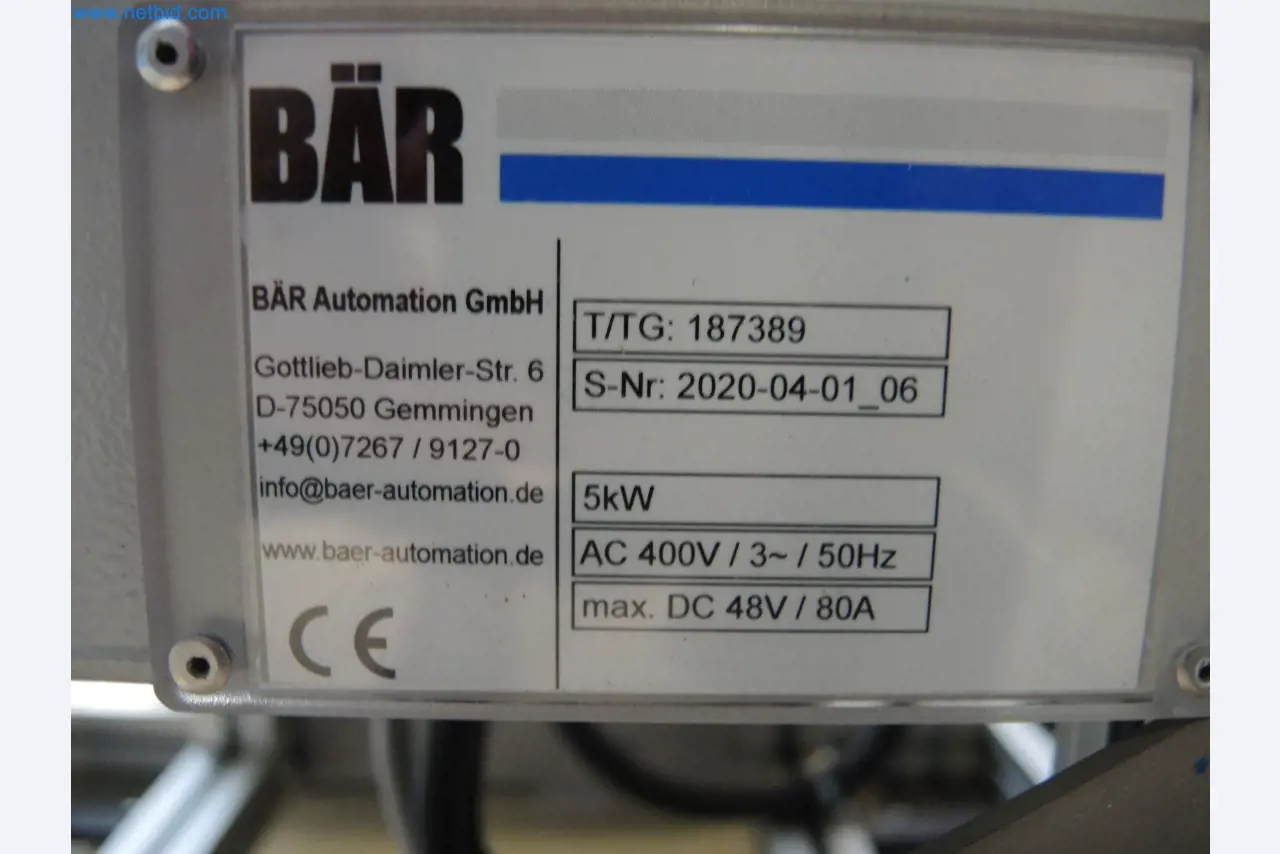 www.netbid.com
BÄR
BÄR Automation GmbH
Gottlieb-Daimler-Str. 6
D-75050 Gemmingen
+49(0)7267 / 9127-0
info@baer-automation.de
www.baer-automation.de
CE
T/TG: 187389
S-Nr: 2020-04-01_06
5kW
AC 400V / 3~ / 50Hz
max. DC 48V / 80A